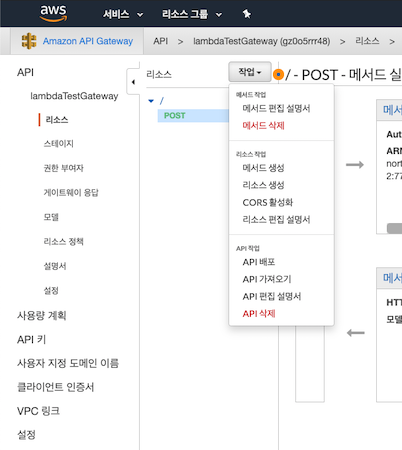 aws 서비스 리소스 그룹
Amazon API Gateway API > lambdaTestGateway (gz0o5rrr48) > 리소스 >
API
lambdaTestGateway
리소스
스테이지
권한 부여자
게이트웨이 응답
모델
리소스 정책
설명서
설정
사용량 계획
API 키
사용자 지정 도메인 이름
클라이언트 인증서
VPC 링크
설정
리소스
/
POST
작업
메서드 작업
메서드 편집 설명서
메서드 삭제
리소스 작업
메서드 생성
리소스 생성
CORS 활성화
리소스 편집 설명서
API 작업
API 배포
API 가져오기
API 편집 설명서
API 삭제
/ - POST - 메서드 실
메서
Aut
ARN
nort
2:77
메서
HTT
모델